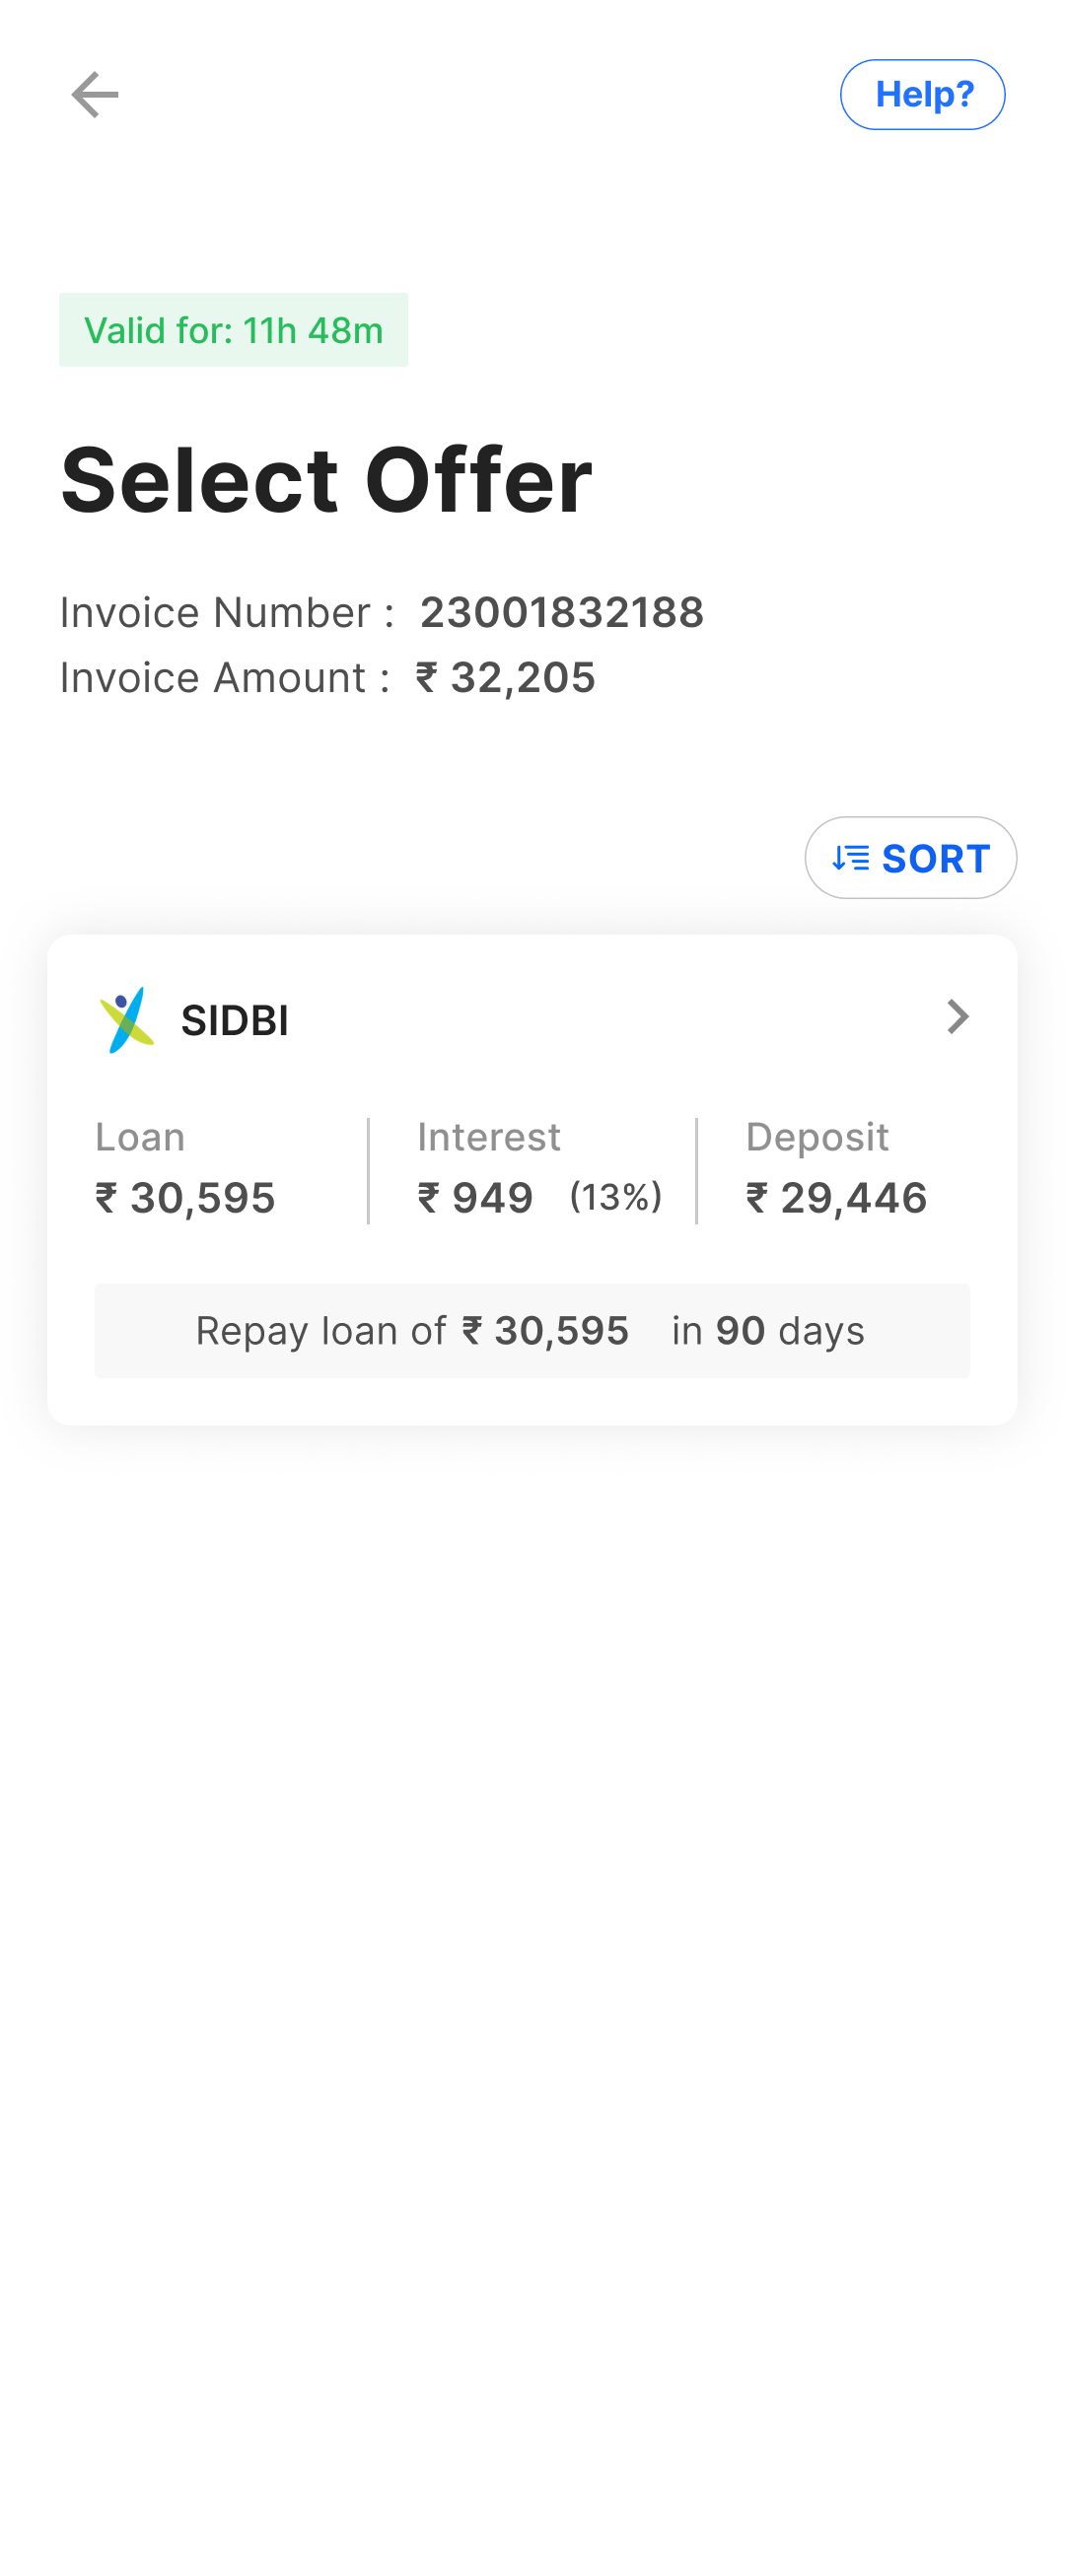 Help?
Valid for: 11h 48m
Select Offer
Invoice Number : 23001832188
Invoice Amount : ₹ 32,205
SORT
SIDBI
Loan Interest Deposit
₹ 30,595 ₹ 949 (13%) ₹ 29,446
Repay loan of ₹ 30,595 in 90 days